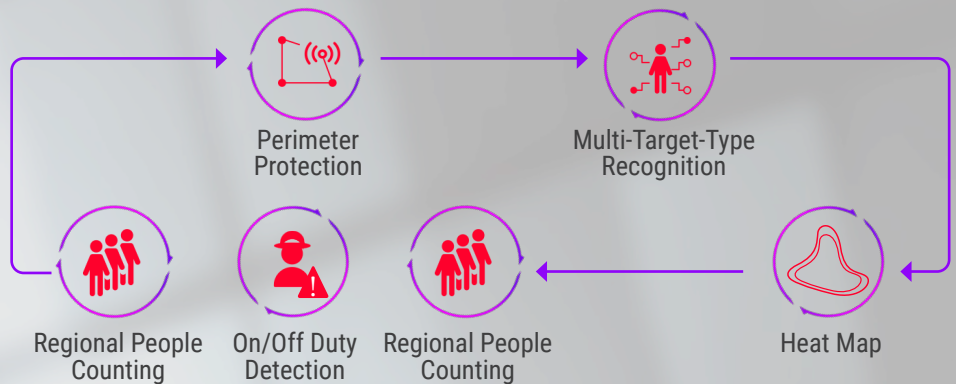 Perimeter
Protection
Multi-Target-Type
Recognition
Regional People
Counting
On/Off Duty
Detection
Regional People
Counting
Heat Map